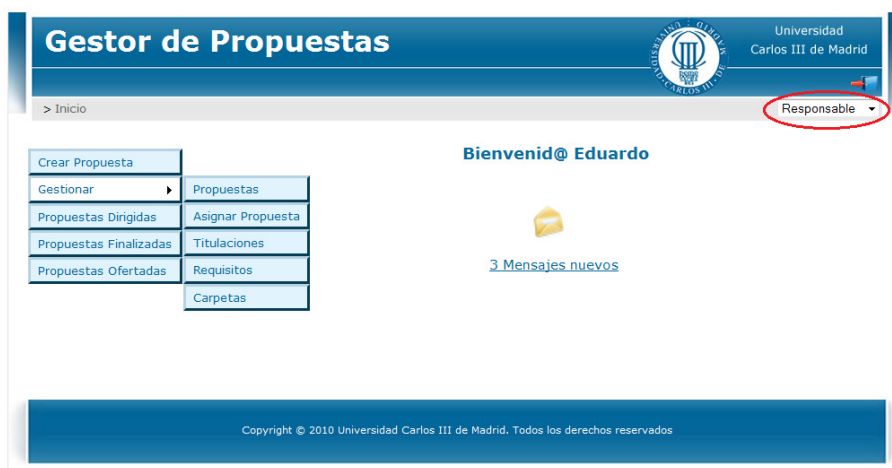 Gestor de Propuestas
Universidad
Carlos III de Madrid
> Inicio
Responsable
Bienvenid@ Eduardo
Crear Propuesta
Gestionar
Propuestas Dirigidas
Propuestas Finalizadas
Propuestas Ofertadas
Propuestas
Asignar Propuesta
Titulaciones
Requisitos
Carpetas
3 Mensajes nuevos
Copyright © 2010 Universidad Carlos III de Madrid. Todos los derechos reservados